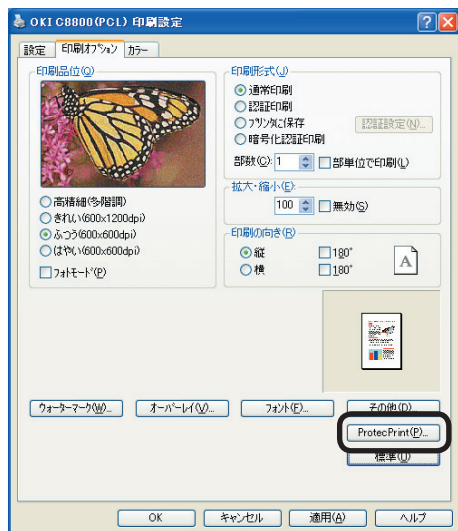 OKI C8800(PCL) 印刷設定
設定 印刷オプション カラー
印刷品位(Q)
高精細(多階調)
きれい(600x1200dpi)
ふつう(600x600dpi)
はやい(600x600dpi)
フォトモード(P)
印刷形式(J)
通常印刷
認証印刷
プリンタに保存
暗号化認証印刷
認証設定(N)...
部数(C): 1 部単位で印刷(L)
拡大・縮小(E):
100 無効(S)
印刷の向き(R)
縦 180°
横 180°
A
ウォーターマーク(W)... オーバーレイ(V)... フォント(F)... その他(D)...
ProtecPrint(P)...
標準(U)
OK キャンセル 適用(A) ヘルプ